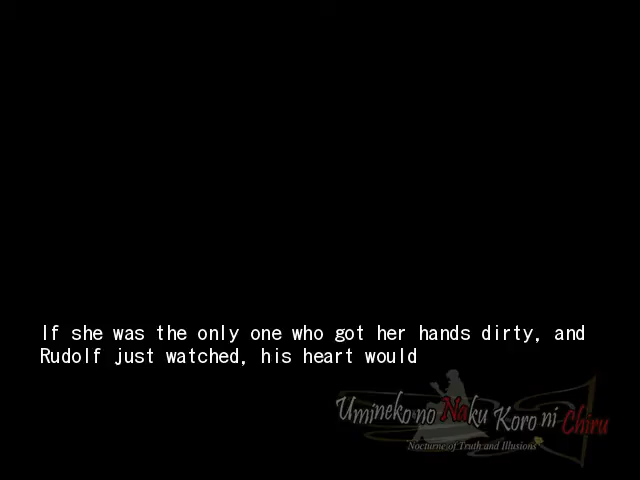 If she was the only one who got her hands dirty, and
Rudolf just watched, his heart would
Umineko no Naku Koro ni Chiru
Nocturne of Truth and Illusions